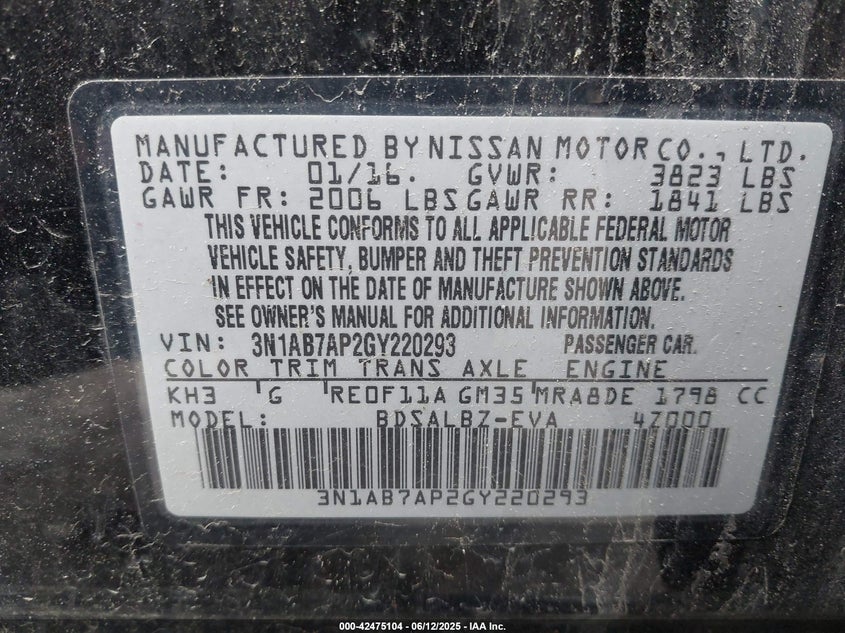 MANUFACTURED BY NISSAN MOTOR CO., LTD.
DATE: 01/16. GVWR: 3823 LBS
GAWR FR: 2006 LBS GAWR RR: 1841 LBS
THIS VEHICLE CONFORMS TO ALL APPLICABLE FEDERAL MOTOR
VEHICLE SAFETY, BUMPER AND THEFT PREVENTION STANDARDS
IN EFFECT ON THE DATE OF MANUFACTURE SHOWN ABOVE.
SEE OWNER'S MANUAL FOR ADDITIONAL INFORMATION.
VIN: 3N1AB7AP2GY220293 PASSENGER CAR.
COLOR TRIM TRANS AXLE ENGINE
KH3 G RE0F11A GM35 MRA8DE 1798 CC
MODEL: BDSALBZ-EVA 4Z000
3N1AB7AP2GY220293
000-42475104 - 06/12/2025 - IAA Inc.